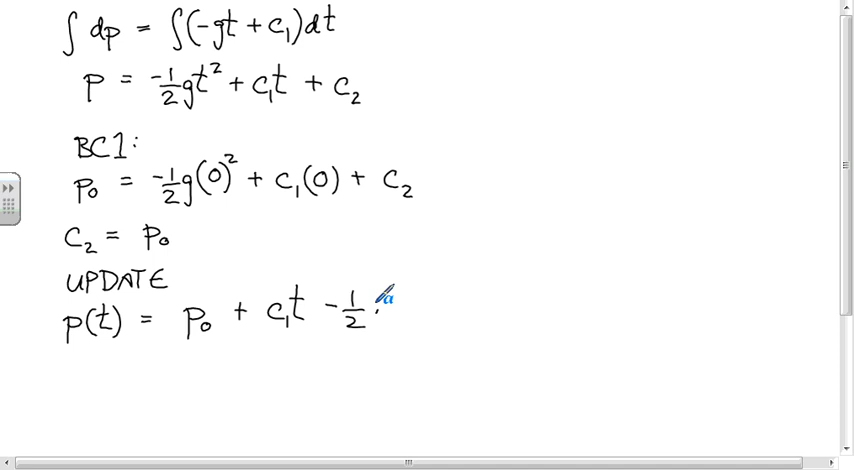 ∫ dp = ∫(-gt + c₁)dt
p = -½gt² + c₁t + c₂
BC1:
p₀ = -½g(0)² + c₁(0) + c₂
c₂ = p₀
UPDATE
p(t) = p₀ + c₁t - ½